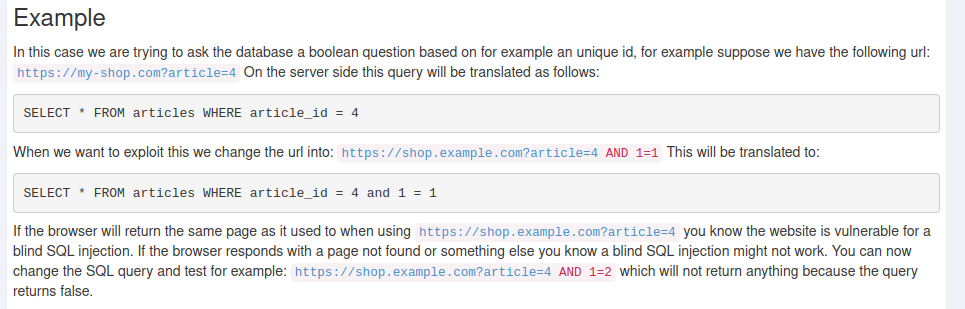 Example
In this case we are trying to ask the database a boolean question based on for example an unique id, for example suppose we have the following url:
https://my-shop.com?article=4 On the server side this query will be translated as follows:
SELECT * FROM articles WHERE article_id = 4
When we want to exploit this we change the url into: https://shop.example.com?article=4 AND 1=1 This will be translated to:
SELECT * FROM articles WHERE article_id = 4 and 1 = 1
If the browser will return the same page as it used to when using https://shop.example.com?article=4 you know the website is vulnerable for a
blind SQL injection. If the browser responds with a page not found or something else you know a blind SQL injection might not work. You can now
change the SQL query and test for example: https://shop.example.com?article=4 AND 1=2 which will not return anything because the query
returns false.